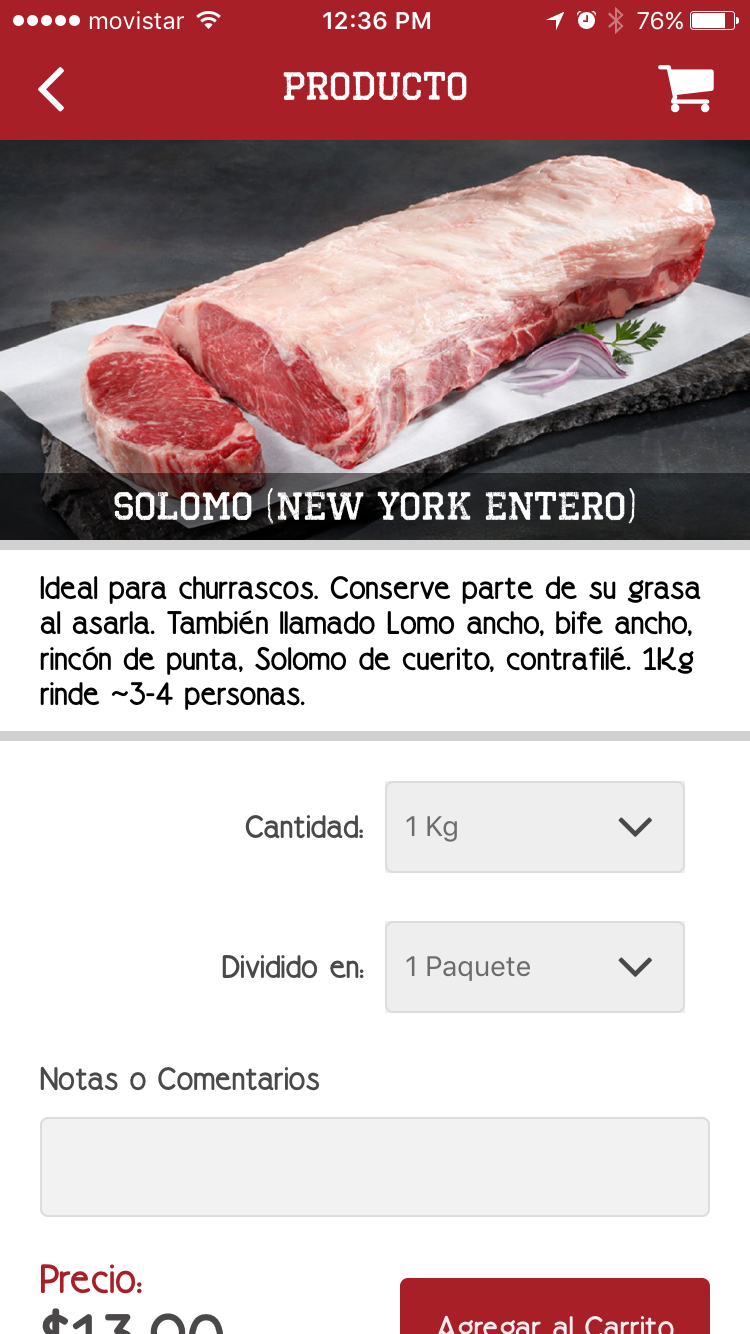 movistar 12:36 PM 76%
PRODUCTO
SOLOMO (NEW YORK ENTERO)
Ideal para churrascos. Conserve parte de su grasa
al asarla. También llamado Lomo ancho, bife ancho,
rincón de punta, Solomo de cuerito, contrafilé. 1Kg
rinde ~3-4 personas.
Cantidad: 1 Kg
Dividido en: 1 Paquete
Notas o Comentarios
Precio:
Agregar al Carrito